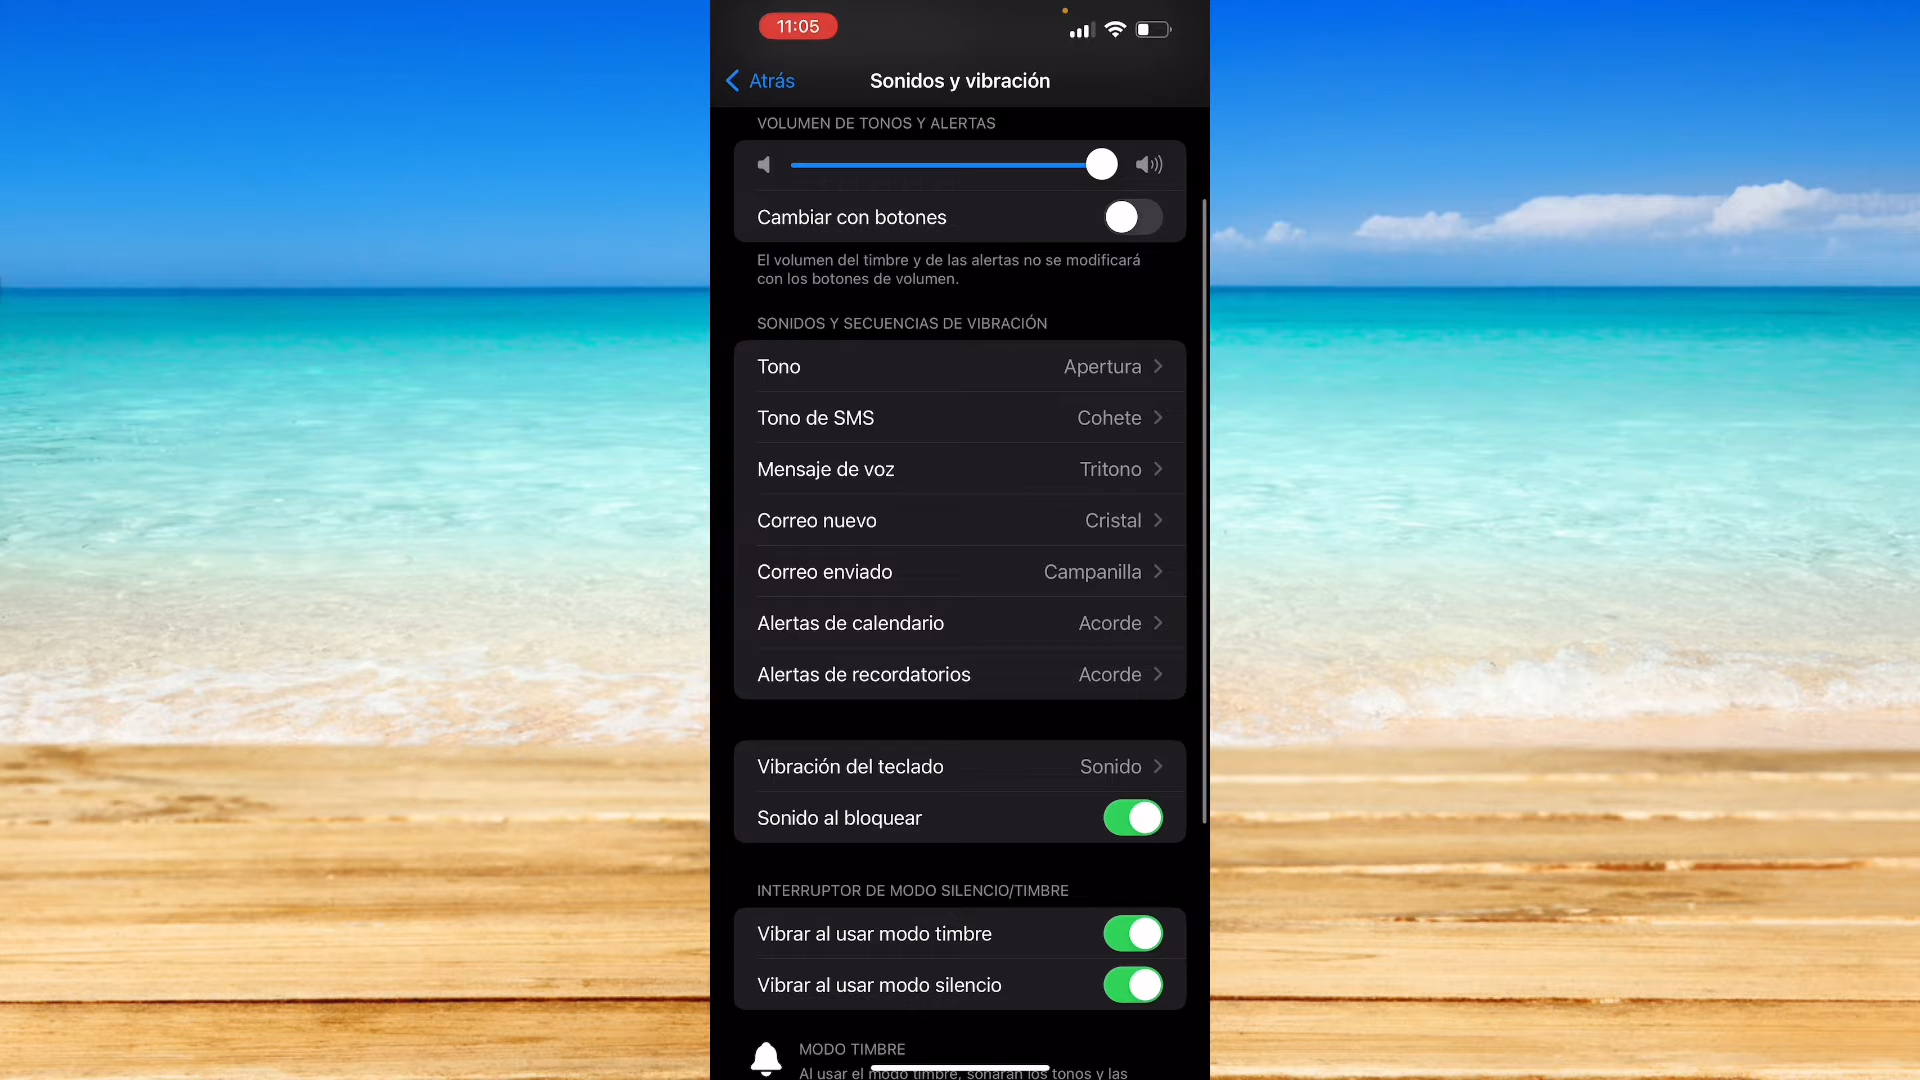 11:05
Atrás
Sonidos y vibración
VOLUMEN DE TONOS Y ALERTAS
Cambiar con botones
El volumen del timbre y de las alertas no se modificará
con los botones de volumen.
SONIDOS Y SECUENCIAS DE VIBRACIÓN
Tono Apertura
Tono de SMS Cohete
Mensaje de voz Tritono
Correo nuevo Cristal
Correo enviado Campanilla
Alertas de calendario Acorde
Alertas de recordatorios Acorde
Vibración del teclado Sonido
Sonido al bloquear
INTERRUPTOR DE MODO SILENCIO/TIMBRE
Vibrar al usar modo timbre
Vibrar al usar modo silencio
MODO TIMBRE
Al usar el modo timbre, sonarán los tonos y las